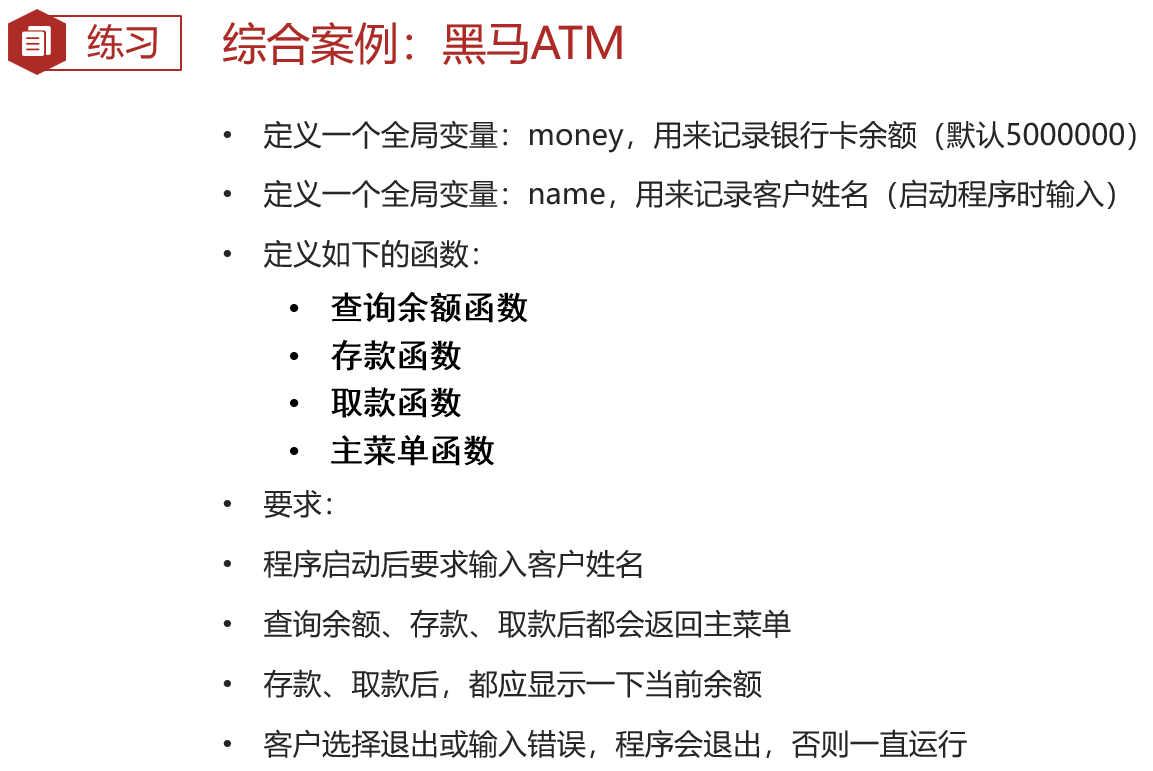 练习
综合案例：黑马ATM
• 定义一个全局变量：money，用来记录银行卡余额（默认5000000）
• 定义一个全局变量：name，用来记录客户姓名（启动程序时输入）
• 定义如下的函数：
• 查询余额函数
• 存款函数
• 取款函数
• 主菜单函数
• 要求：
• 程序启动后要求输入客户姓名
• 查询余额、存款、取款后都会返回主菜单
• 存款、取款后，都应显示一下当前余额
• 客户选择退出或输入错误，程序会退出，否则一直运行